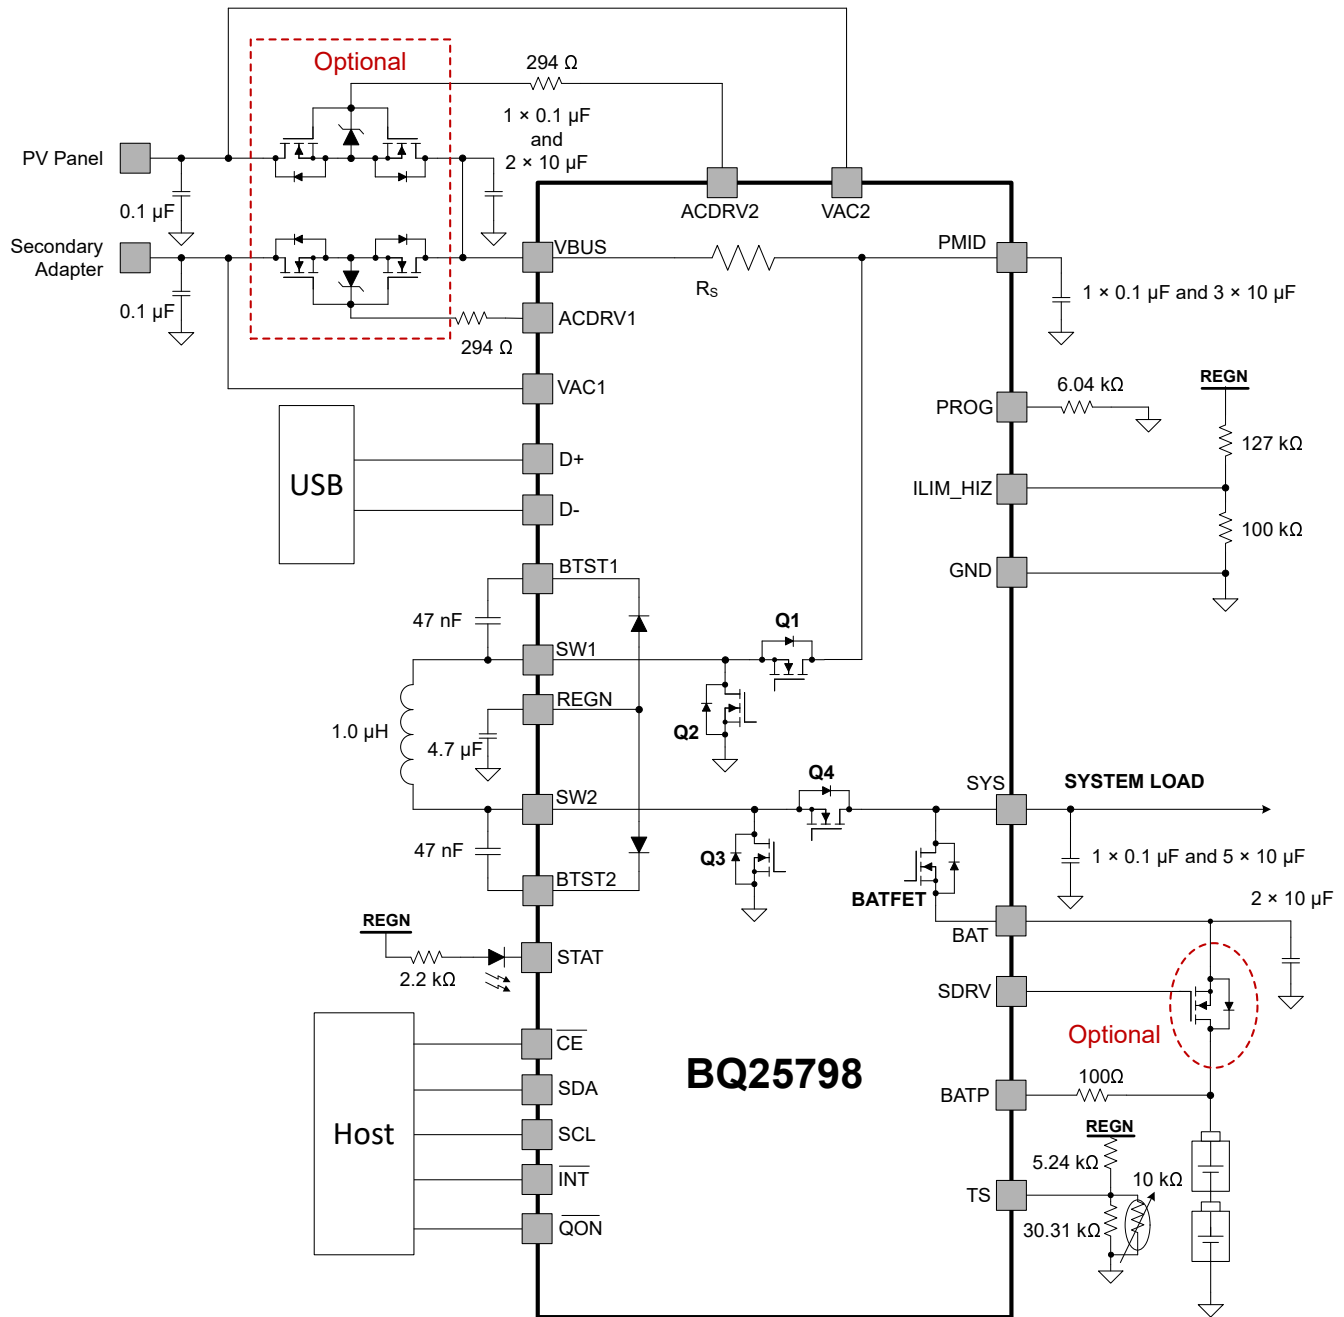 Optional
294 Ω
1 × 0.1 µF
and
2 × 10 µF
PV Panel
0.1 µF
ACDRV2
VAC2
Secondary
Adapter
VBUS
PMID
RS
0.1 µF
1 × 0.1 µF and 3 × 10 µF
ACDRV1
294 Ω
VAC1
6.04 kΩ
REGN
PROG
127 kΩ
D+
USB
ILIM_HIZ
D-
100 kΩ
BTST1
GND
47 nF
Q1
SW1
REGN
1.0 µH
Q2
4.7 µF
Q4
SYS
SYSTEM LOAD
SW2
47 nF
Q3
1 × 0.1 µF and 5 × 10 µF
BTST2
BATFET
2 × 10 µF
REGN
BAT
STAT
2.2 kΩ
SDRV
Optional
CE
BQ25798
100Ω
SDA
BATP
REGN
Host
SCL
5.24 kΩ
INT
TS
10 kΩ
30.31 kΩ
QON